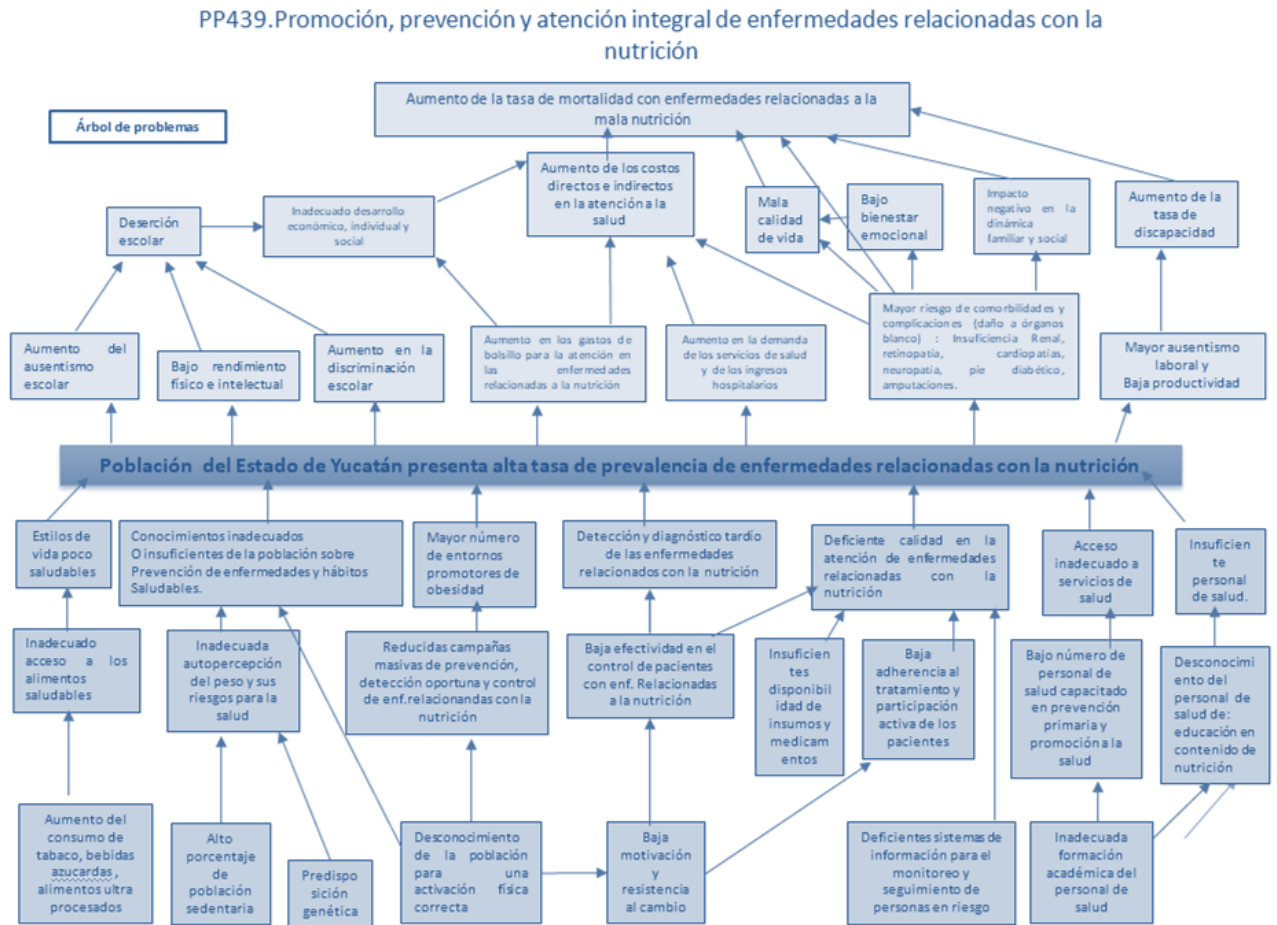 PP439.Promoción, prevención y atención integral de enfermedades relacionadas con la
nutrición
Árbol de problemas
Aumento de la tasa de mortalidad con enfermedades relacionadas a la
mala nutrición
Aumento de los costos
directos e indirectos
en la atención a la
salud
Deserción
escolar
Inadecuado desarrollo
económico, individual y
social
Mala
calidad
de vida
Bajo
bienestar
emocional
Impacto
negativo en la
dinámica
familiar y social
Aumento de la
tasa de
discapacidad
Aumento del
ausentismo
escolar
Bajo rendimiento
físico e intelectual
Aumento en la
discriminación
escolar
Aumento en los gastos de
bolsillo para la atención en
las enfermedades
relacionadas a la nutrición
Aumento en la demanda
de los servicios de salud
y de los ingresos
hospitalarios
Mayor riesgo de comorbilidades y
complicaciones (daño a órganos
blanco) : Insuficiencia Renal,
retinopatía, cardiopatías,
neuropatía, pie diabético,
amputaciones.
Mayor ausentismo
laboral y
Baja productividad
Población del Estado de Yucatán presenta alta tasa de prevalencia de enfermedades relacionadas con la nutrición
Estilos de
vida poco
saludables
Conocimientos inadecuados
O insuficientes de la población sobre
Prevención de enfermedades y hábitos
Saludables.
Mayor número
de entornos
promotores de
obesidad
Detección y diagnóstico tardío
de las enfermedades
relacionados con la nutrición
Deficiente calidad en la
atención de enfermedades
relacionadas con la
nutrición
Acceso
inadecuado a
servicios de
salud
Insuficien
te
personal
de salud.
Inadecuado
acceso a los
alimentos
saludables
Inadecuada
autopercepción
del peso y sus
riesgos para la
salud
Reducidas campañas
masivas de prevención,
detección oportuna y control
de enf.relacionandas con la
nutrición
Baja efectividad en el
control de pacientes
con enf. Relacionadas
a la nutrición
Insuficien
tes
disponibil
idad de
insumos y
medicam
entos
Baja
adherencia al
tratamiento y
participación
activa de los
pacientes
Bajo número de
personal de
salud capacitado
en prevención
primaria y
promoción a la
salud
Desconocimi
ento del
personal de
salud de:
educación en
contenido de
nutrición
Aumento del
consumo de
tabaco, bebidas
azucardas,
alimentos ultra
procesados
Alto
porcentaje
de
población
sedentaria
Predispo
sición
genética
Desconocimiento
de la población
para una
activación física
correcta
Baja
motivación
y
resistencia
al cambio
Deficientes sistemas de
información para el
monitoreo y
seguimiento de
personas en riesgo
Inadecuada
formación
académica del
personal de
salud